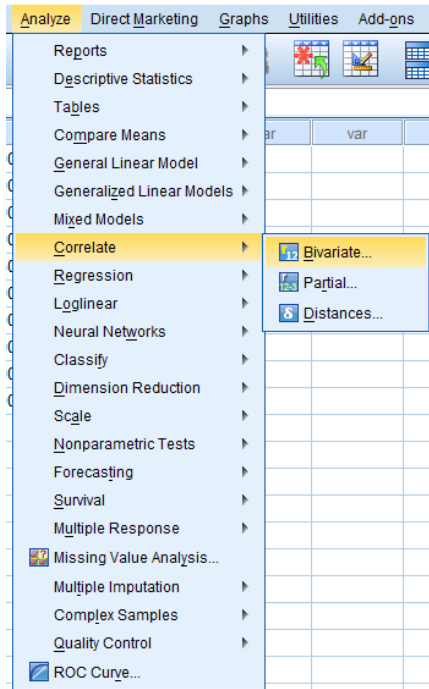 Analyze Direct Marketing Graphs Utilities Add-ons
Reports
Descriptive Statistics
Tables
Compare Means
var
General Linear Model
Generalized Linear Models
Mixed Models
Correlate
Bivariate...
Regression
Partial...
Loglinear
Distances...
Neural Networks
Classify
Dimension Reduction
Scale
Nonparametric Tests
Forecasting
Survival
Multiple Response
Missing Value Analysis...
Multiple Imputation
Complex Samples
Quality Control
ROC Curve...